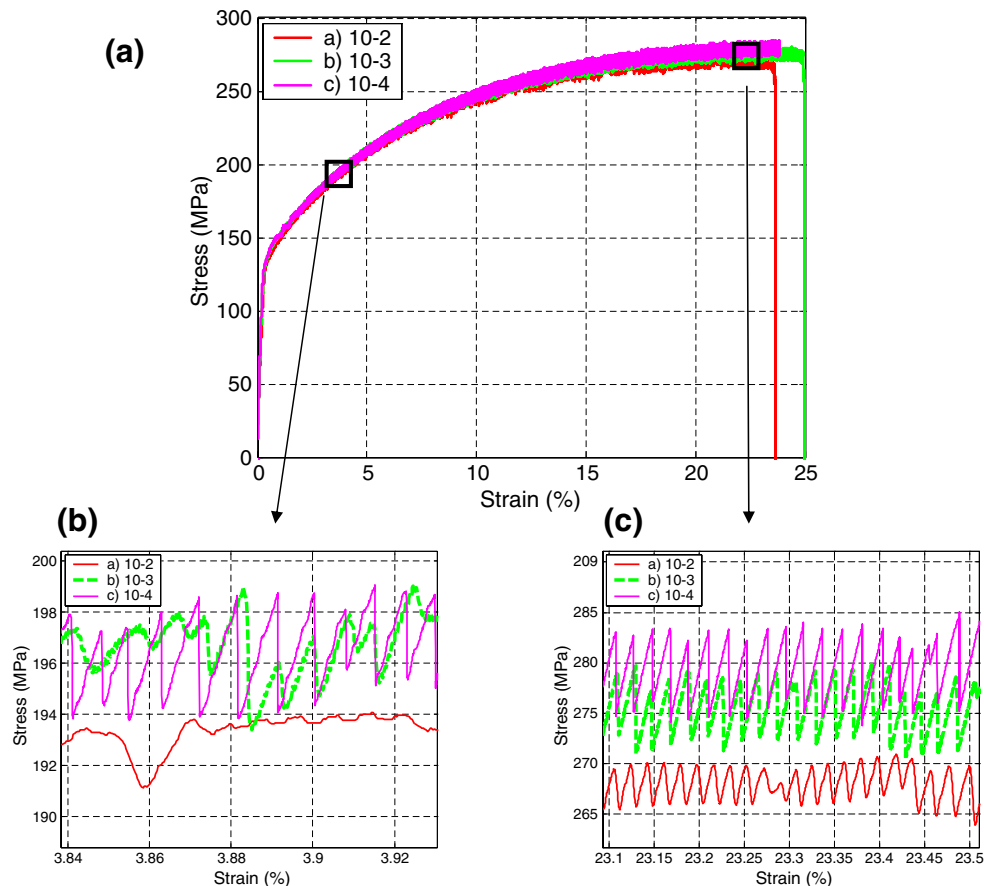 (a)
300
250
200
150
100
50
0
Stress (MPa)
a) 10-2
b) 10-3
c) 10-4
0 5 10 15 20 25
Strain (%)
(b)
200
198
196
194
192
190
Stress (MPa)
a) 10-2
b) 10-3
c) 10-4
3.84 3.86 3.88 3.9 3.92
Strain (%)
(c)
209
285
280
275
270
265
261
Stress (MPa)
a) 10-2
b) 10-3
c) 10-4
23.1 23.15 23.2 23.25 23.3 23.35 23.4 23.45 23.5
Strain (%)